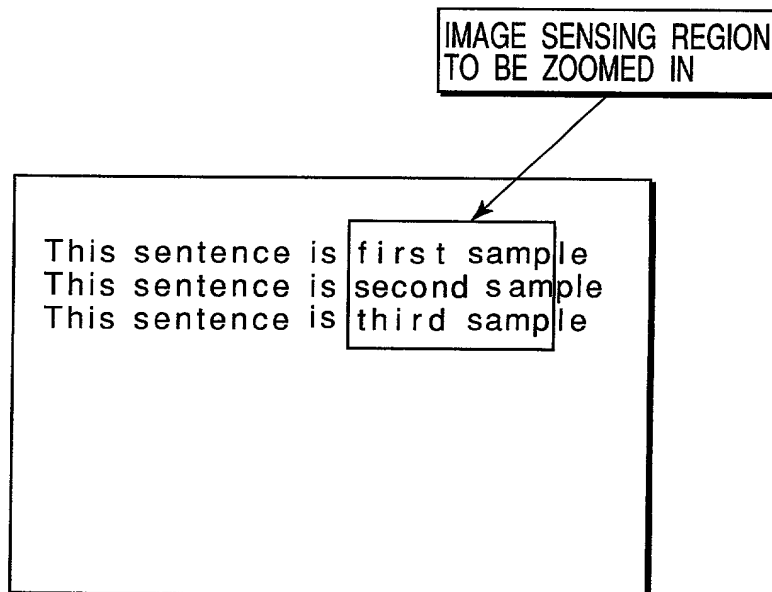 IMAGE SENSING REGION
TO BE ZOOMED IN
This sentence is first sample
This sentence is second sample
This sentence is third sample